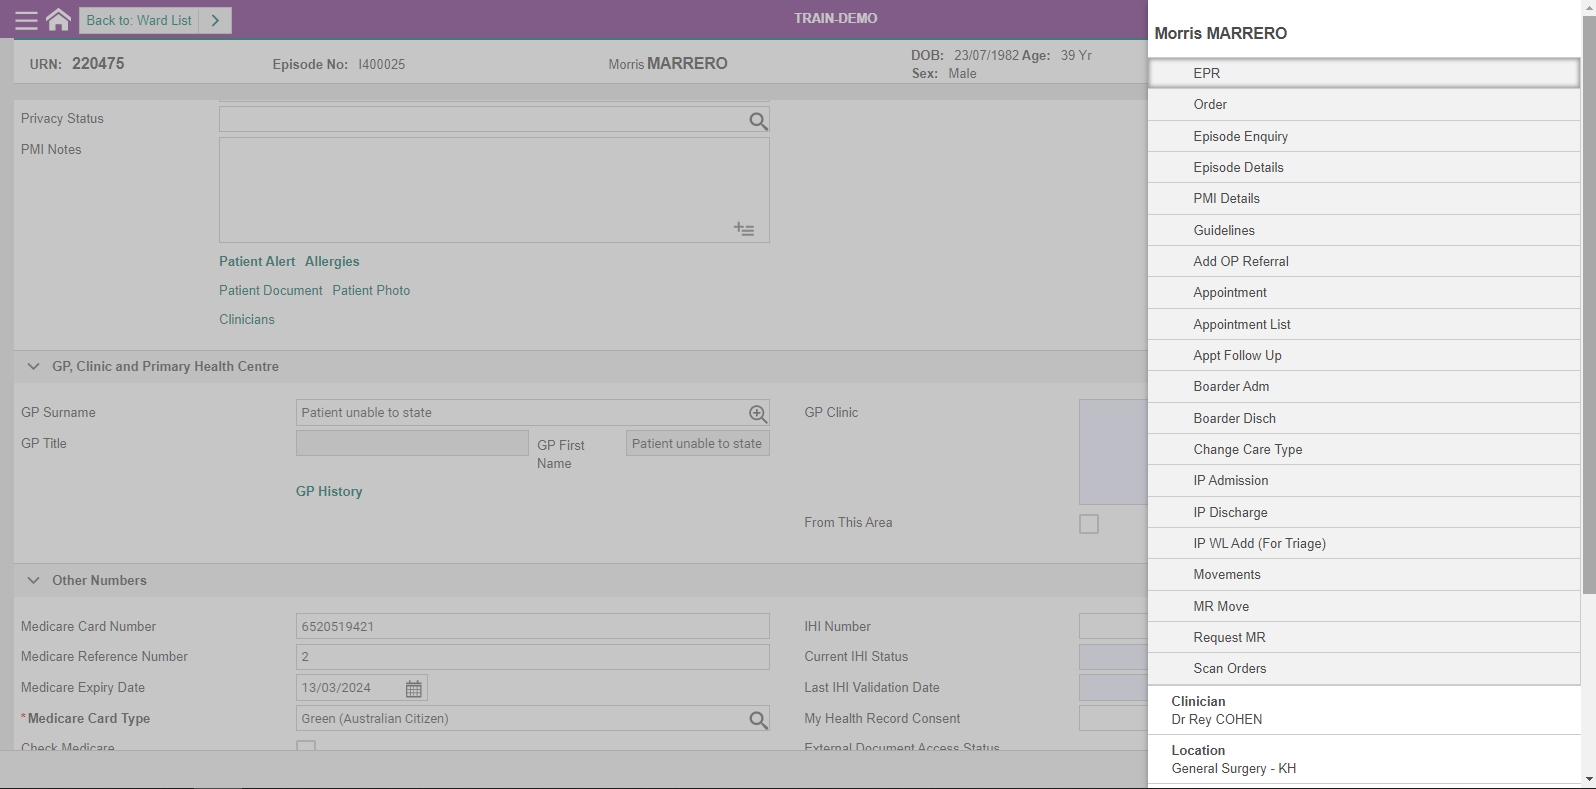 Back to: Ward List
TRAIN-DEMO
URN: 220475
Episode No: I400025
Morris MARRERO
DOB: 23/07/1982 Age: 39 Yr
Sex: Male
Privacy Status
PMI Notes
Patient Alert Allergies
Patient Document Patient Photo
Clinicians
GP, Clinic and Primary Health Centre
GP Surname Patient unable to state
GP Clinic
GP Title
GP First
Name
Patient unable to state
GP History
From This Area
Other Numbers
Medicare Card Number 6520519421
IHI Number
Medicare Reference Number 2
Current IHI Status
Medicare Expiry Date 13/03/2024
Last IHI Validation Date
*Medicare Card Type Green (Australian Citizen)
My Health Record Consent
Check Medicare
External Document Access Status
Morris MARRERO
EPR
Order
Episode Enquiry
Episode Details
PMI Details
Guidelines
Add OP Referral
Appointment
Appointment List
Appt Follow Up
Boarder Adm
Boarder Disch
Change Care Type
IP Admission
IP Discharge
IP WL Add (For Triage)
Movements
MR Move
Request MR
Scan Orders
Clinician
Dr Rey COHEN
Location
General Surgery - KH